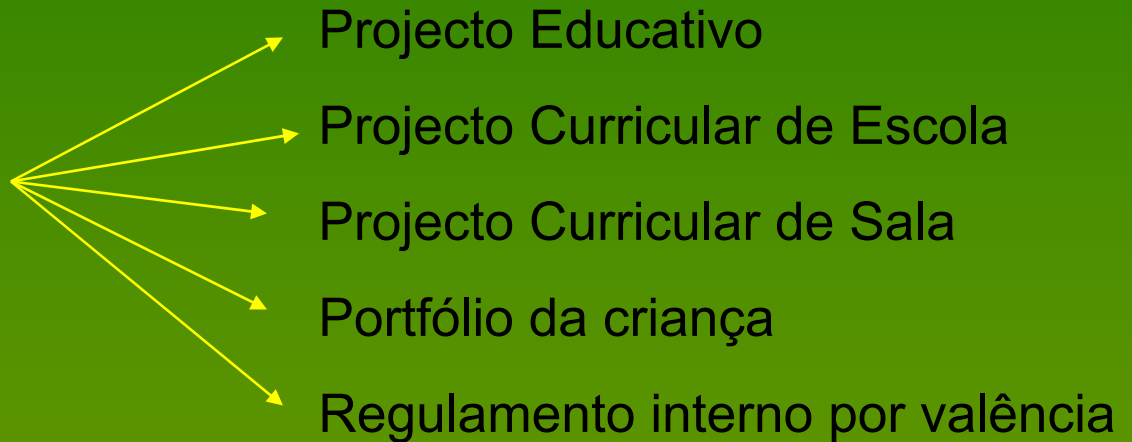 Projecto Educativo
Projecto Curricular de Escola
Projecto Curricular de Sala
Portfólio da criança
Regulamento interno por valência